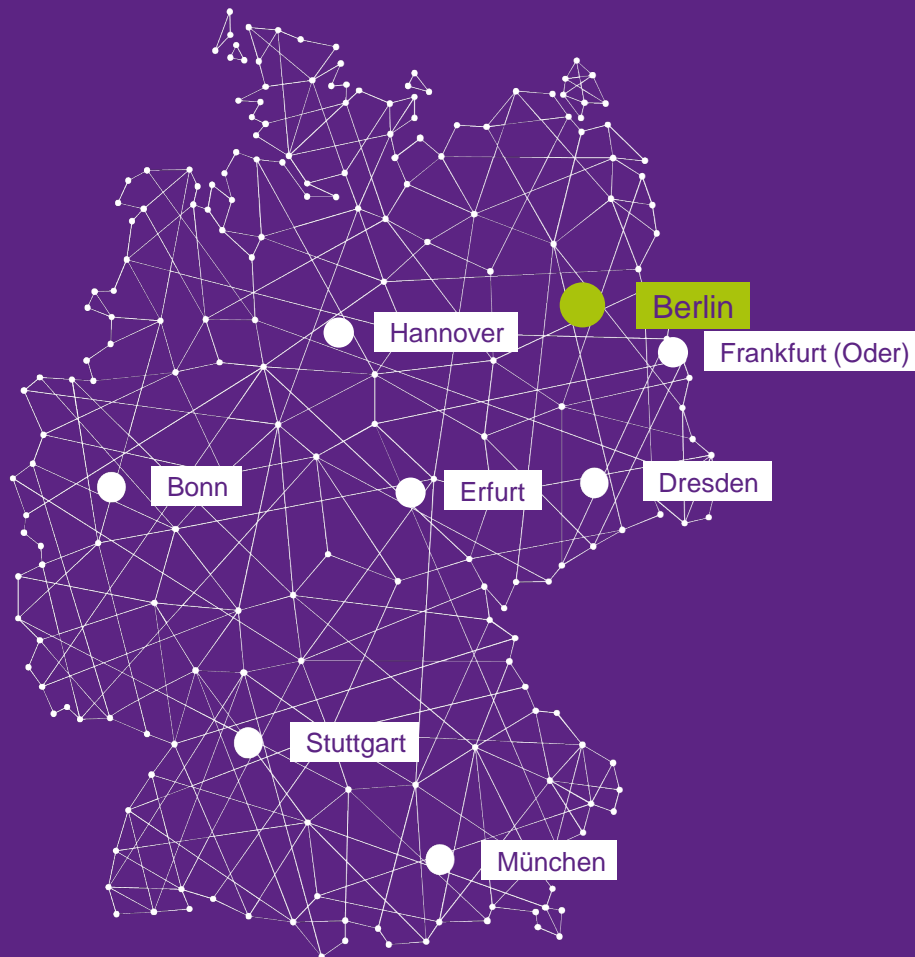 Berlin
Hannover
Frankfurt (Oder)
Bonn
Erfurt
Dresden
Stuttgart
München